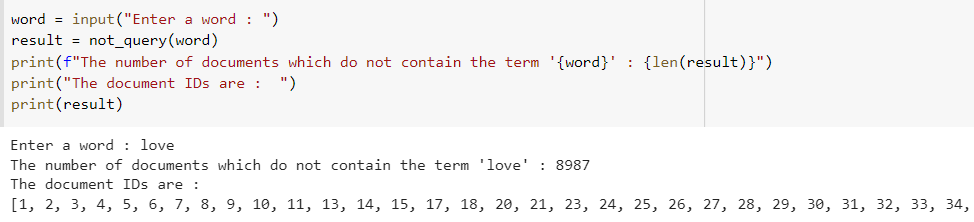 word = input("Enter a word : ")
result = not_query(word)
print(f"The number of documents which do not contain the term '{word}' : {len(result)}")
print("The document IDs are :  ")
print(result)
Enter a word : love
The number of documents which do not contain the term 'love' : 8987
The document IDs are :
[1, 2, 3, 4, 5, 6, 7, 8, 9, 10, 11, 13, 14, 15, 17, 18, 20, 21, 23, 24, 25, 26, 27, 28, 29, 30, 31, 32, 33, 34,